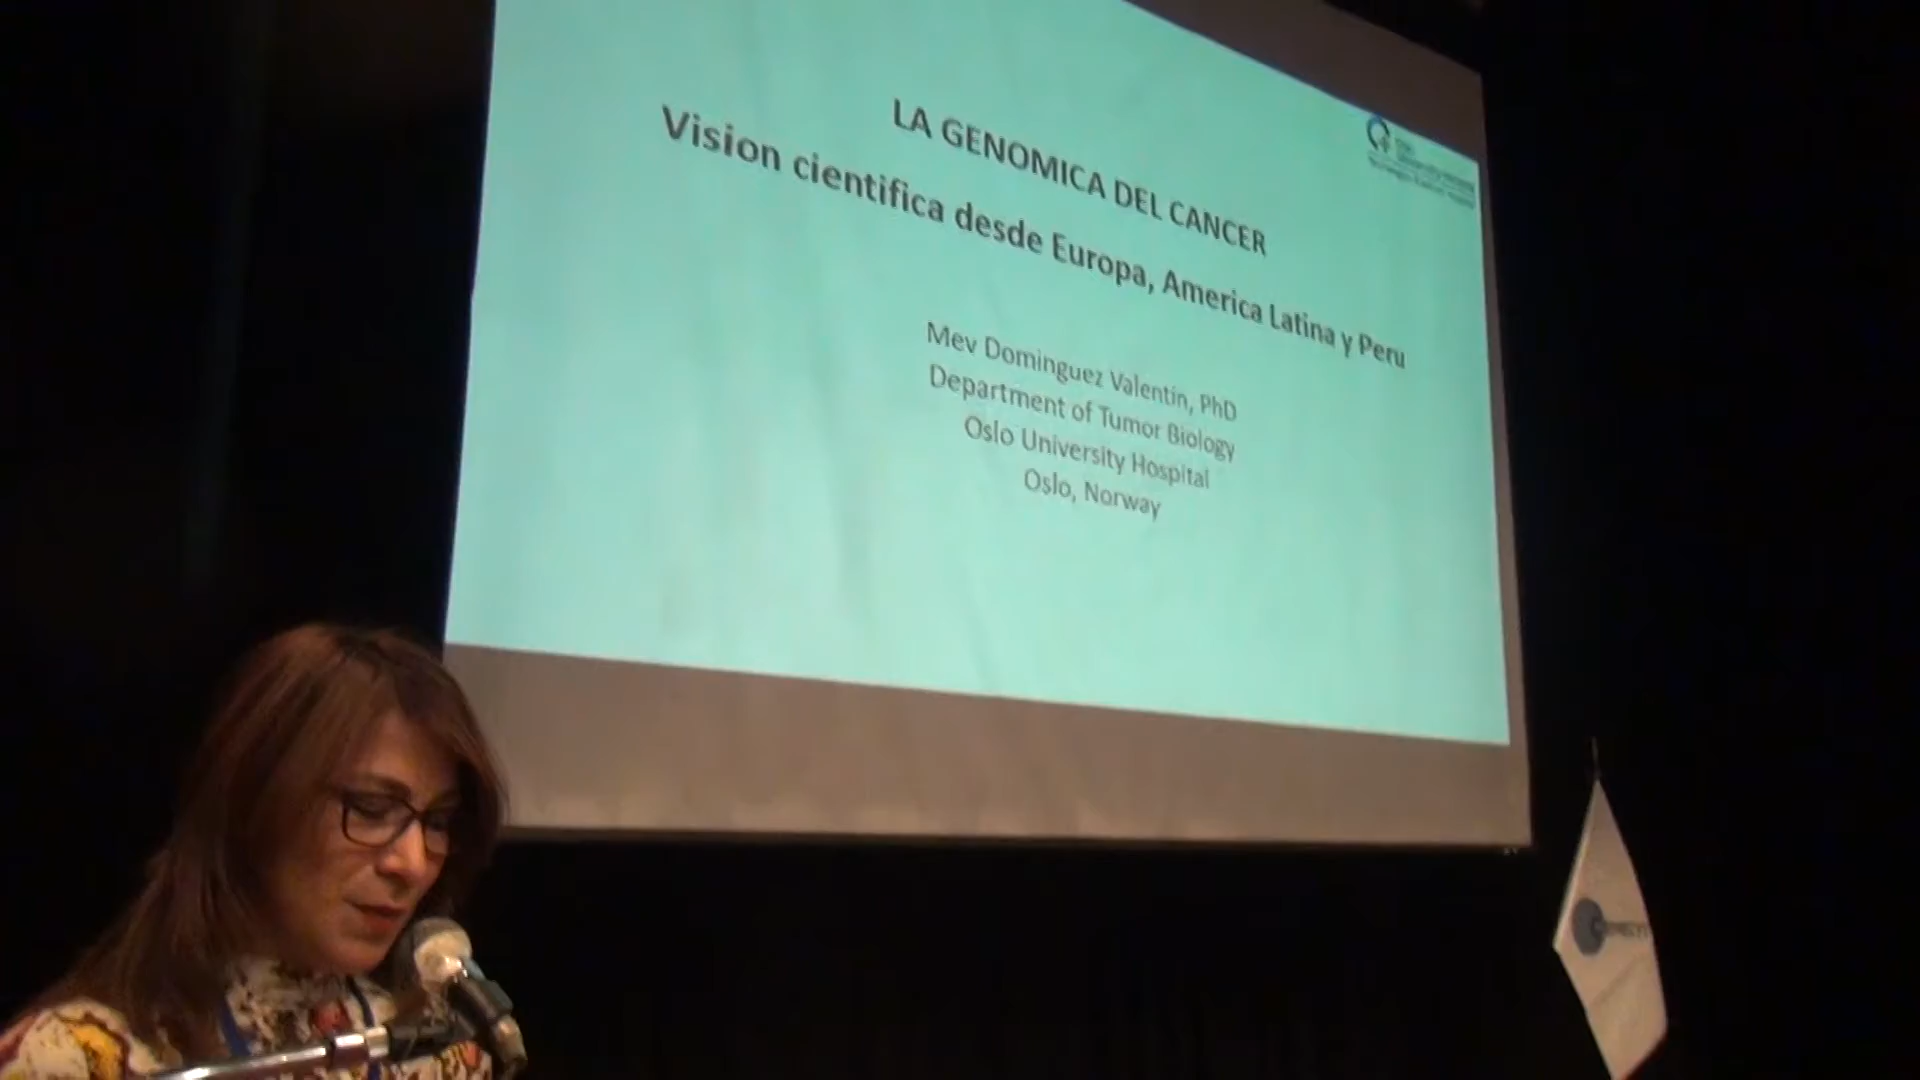 LA GENOMICA DEL CANCER
Vision cientifica desde Europa, America Latina y Peru
Mev Dominguez Valentin, PhD
Department of Tumor Biology
Oslo University Hospital
Oslo, Norway